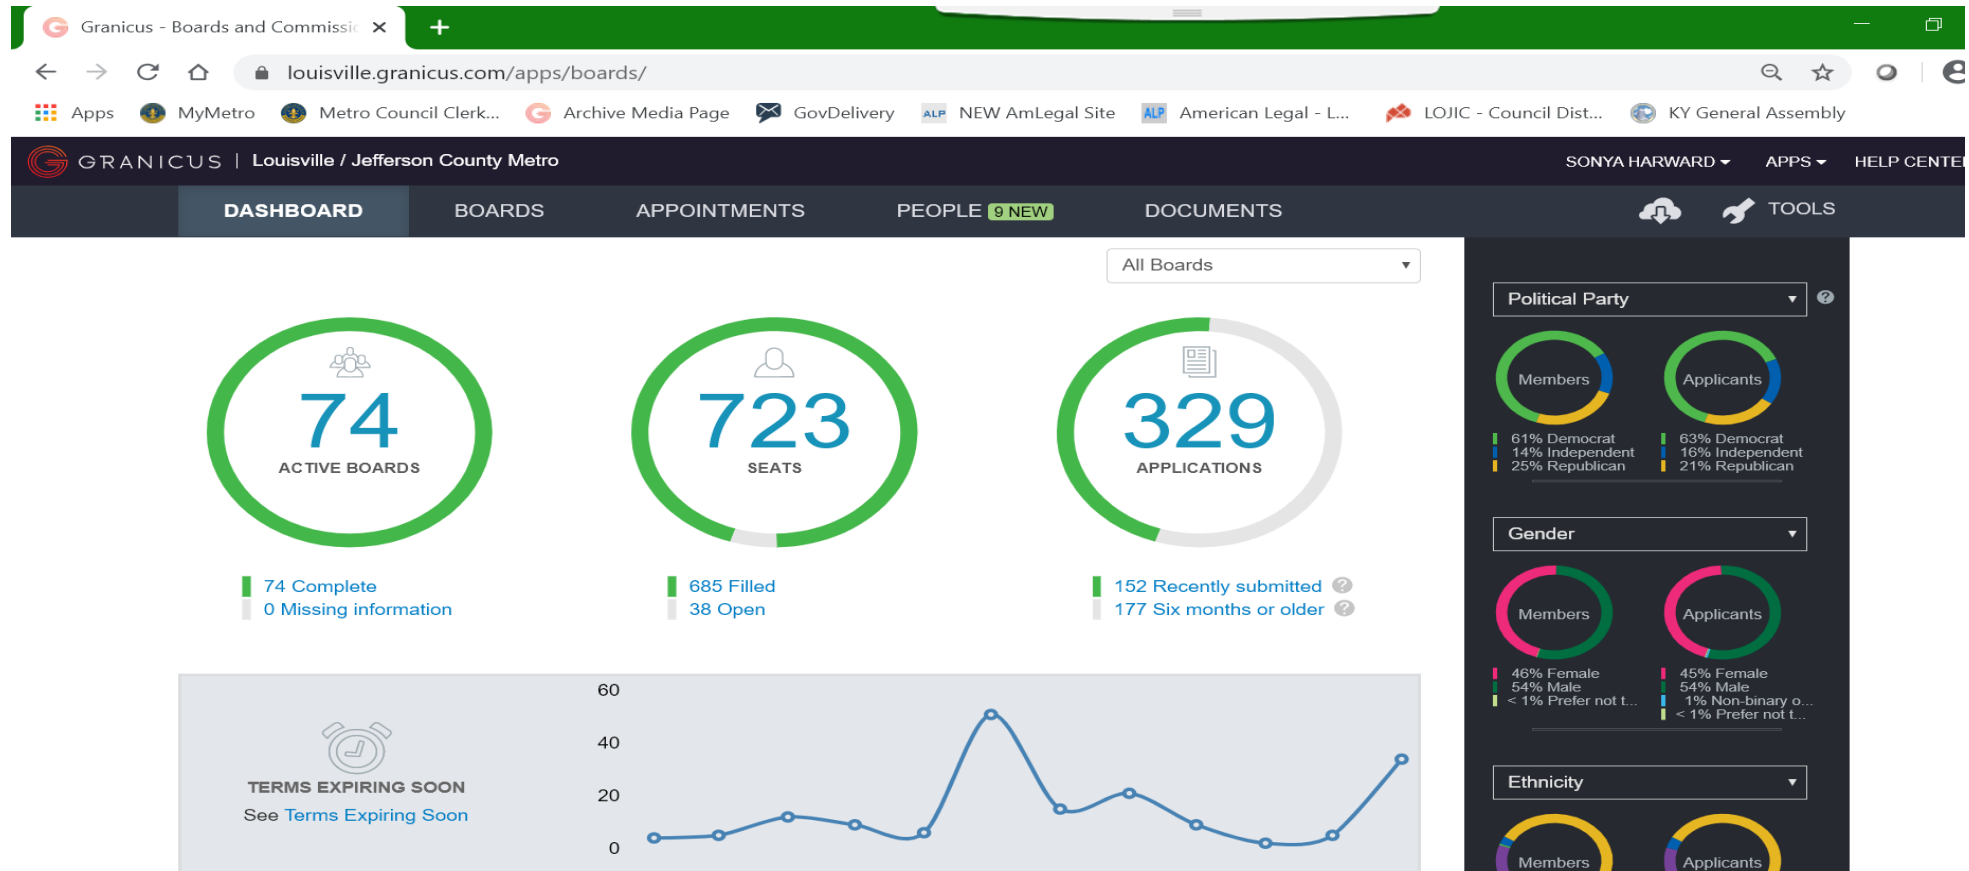 Granicus - Boards and Commissic
louisville.granicus.com/apps/boards/
Apps MyMetro Metro Council Clerk... Archive Media Page GovDelivery ALP NEW AmLegal Site ALP American Legal - L... LOJIC - Council Dist... KY General Assembly
GRANICUS | Louisville / Jefferson County Metro SONYA HARWARD APPS HELP CENTER
DASHBOARD BOARDS APPOINTMENTS PEOPLE 9 NEW DOCUMENTS TOOLS
All Boards
74
ACTIVE BOARDS
74 Complete
0 Missing information
723
SEATS
685 Filled
38 Open
329
APPLICATIONS
152 Recently submitted ?
177 Six months or older ?
TERMS EXPIRING SOON
See Terms Expiring Soon
60
40
20
0
Political Party ?
Members
61% Democrat
14% Independent
25% Republican
Applicants
63% Democrat
16% Independent
21% Republican
Gender
Members
46% Female
54% Male
< 1% Prefer not t...
Applicants
45% Female
54% Male
1% Non-binary o...
< 1% Prefer not t...
Ethnicity
Members
Applicants